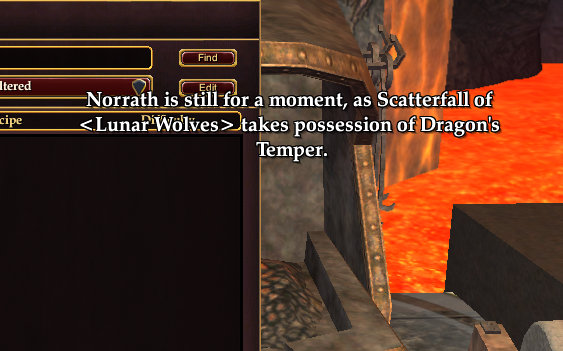 Find
ltered
Edit
Norrath is still for a moment, as Scatterfall of
cipe
<Lunar Wolves> takes possession of Dragon's
Temper.